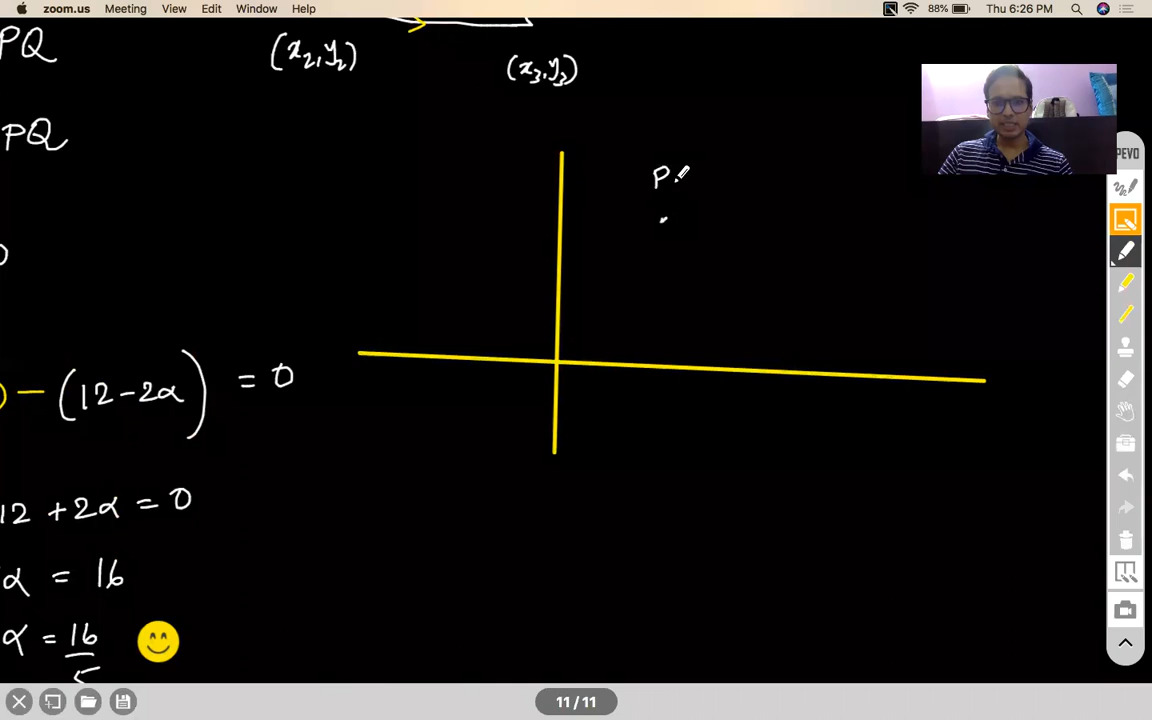 zoom.us Meeting View Edit Window Help 88% Thu 6:26 PM
PQ
(x₂, y₂)
(x₃, y₃)
PQ
P
PEVO
- (12-2α) = 0
12 + 2α = 0
α = 16
α = 16/5
11 / 11